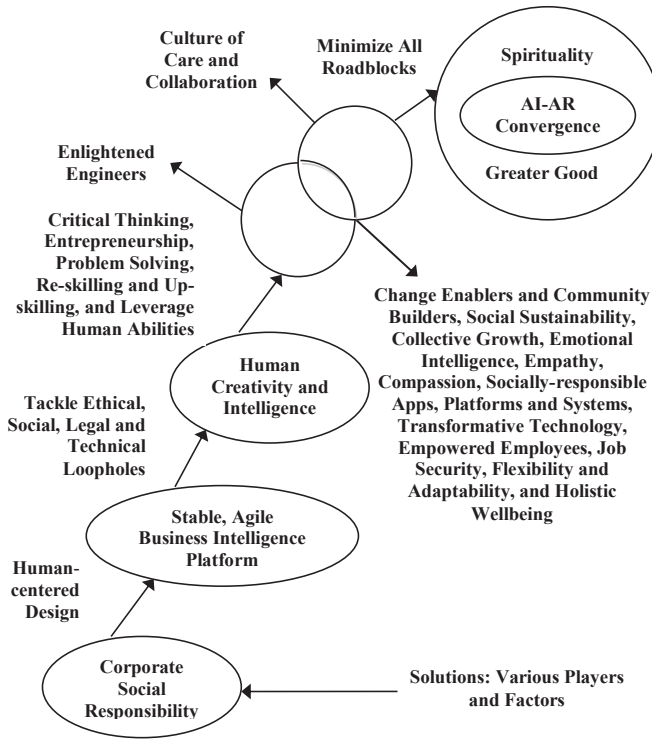 Culture of
Care and
Collaboration
Minimize All
Roadblocks
Spirituality
AI-AR
Convergence
Greater Good
Enlightened
Engineers
Critical Thinking,
Entrepreneurship,
Problem Solving,
Re-skilling and Up-
skilling, and Leverage
Human Abilities
Change Enablers and Community
Builders, Social Sustainability,
Collective Growth, Emotional
Intelligence, Empathy,
Compassion, Socially-responsible
Apps, Platforms and Systems,
Transformative Technology,
Empowered Employees, Job
Security, Flexibility and
Adaptability, and Holistic
Wellbeing
Human
Creativity and
Intelligence
Tackle Ethical,
Social, Legal and
Technical
Loopholes
Stable, Agile
Business Intelligence
Platform
Human-
centered
Design
Corporate
Social
Responsibility
Solutions: Various Players
and Factors